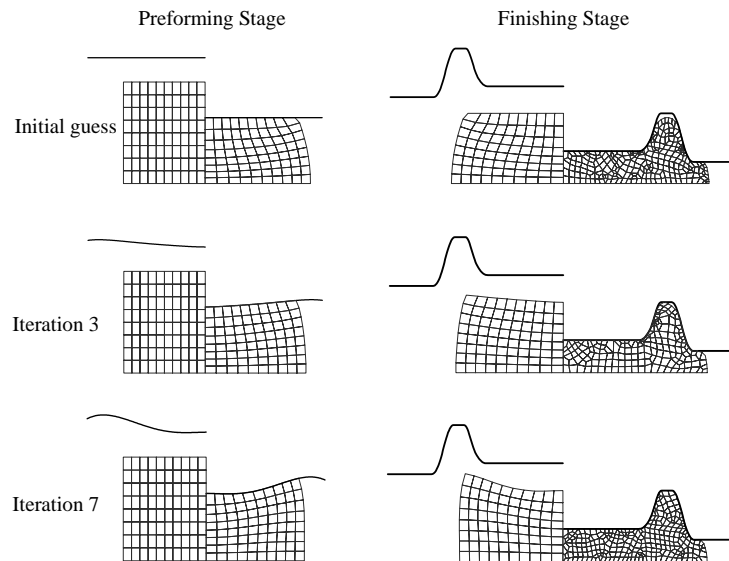 Preforming Stage
Finishing Stage
Initial guess
Iteration 3
Iteration 7